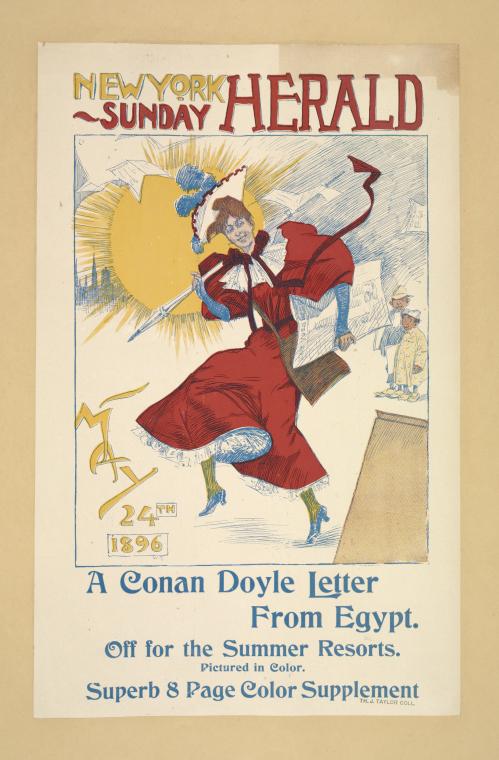 NEW YORK
~SUNDAY HERALD
MAY
24TH
1896
A Conan Doyle Letter
From Egypt.
Off for the Summer Resorts.
Pictured in Color.
Superb 8 Page Color Supplement
TH. J. TAYLOR COLL.